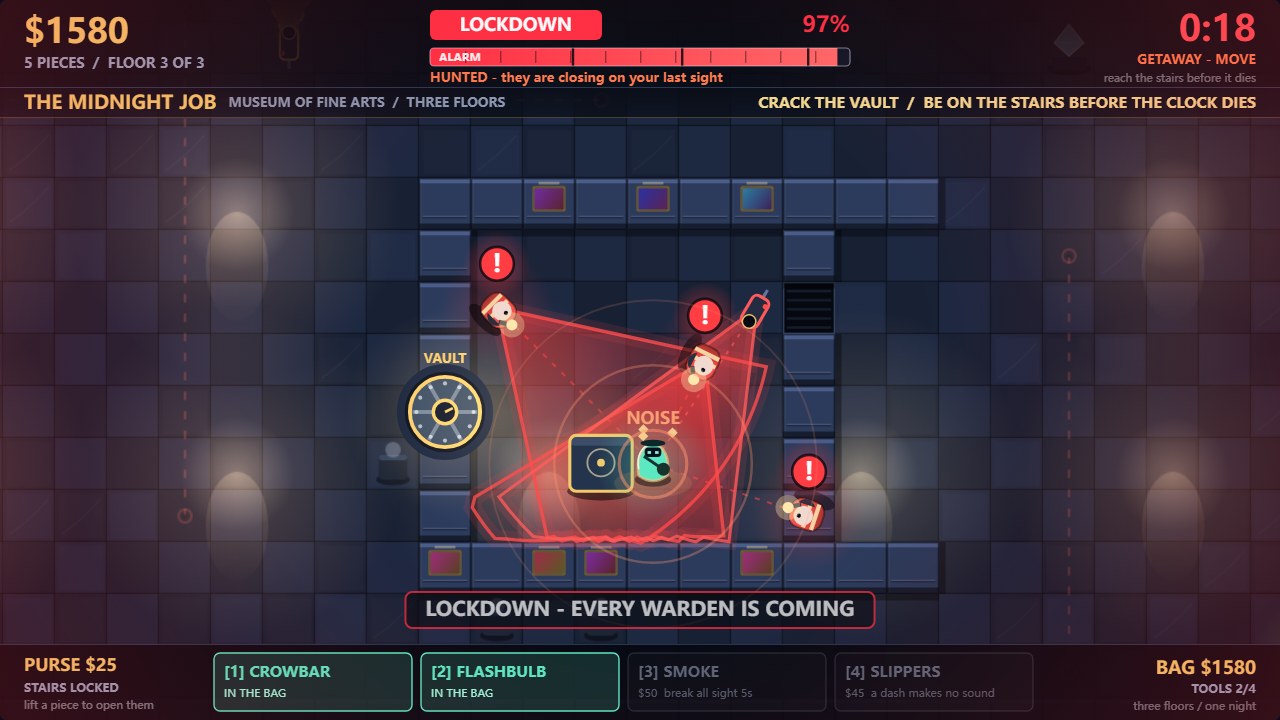 $1580
5 PIECES / FLOOR 3 OF 3
LOCKDOWN
97%
ALARM
HUNTED - they are closing on your last sight
0:18
GETAWAY - MOVE
reach the stairs before it dies
THE MIDNIGHT JOB
MUSEUM OF FINE ARTS / THREE FLOORS
CRACK THE VAULT / BE ON THE STAIRS BEFORE THE CLOCK DIES
!
!
VAULT
NOISE
!
LOCKDOWN - EVERY WARDEN IS COMING
PURSE $25
STAIRS LOCKED
lift a piece to open them
[1] CROWBAR
IN THE BAG
[2] FLASHBULB
IN THE BAG
[3] SMOKE
$50 break all sight 5s
[4] SLIPPERS
$45 a dash makes no sound
BAG $1580
TOOLS 2/4
three floors / one night